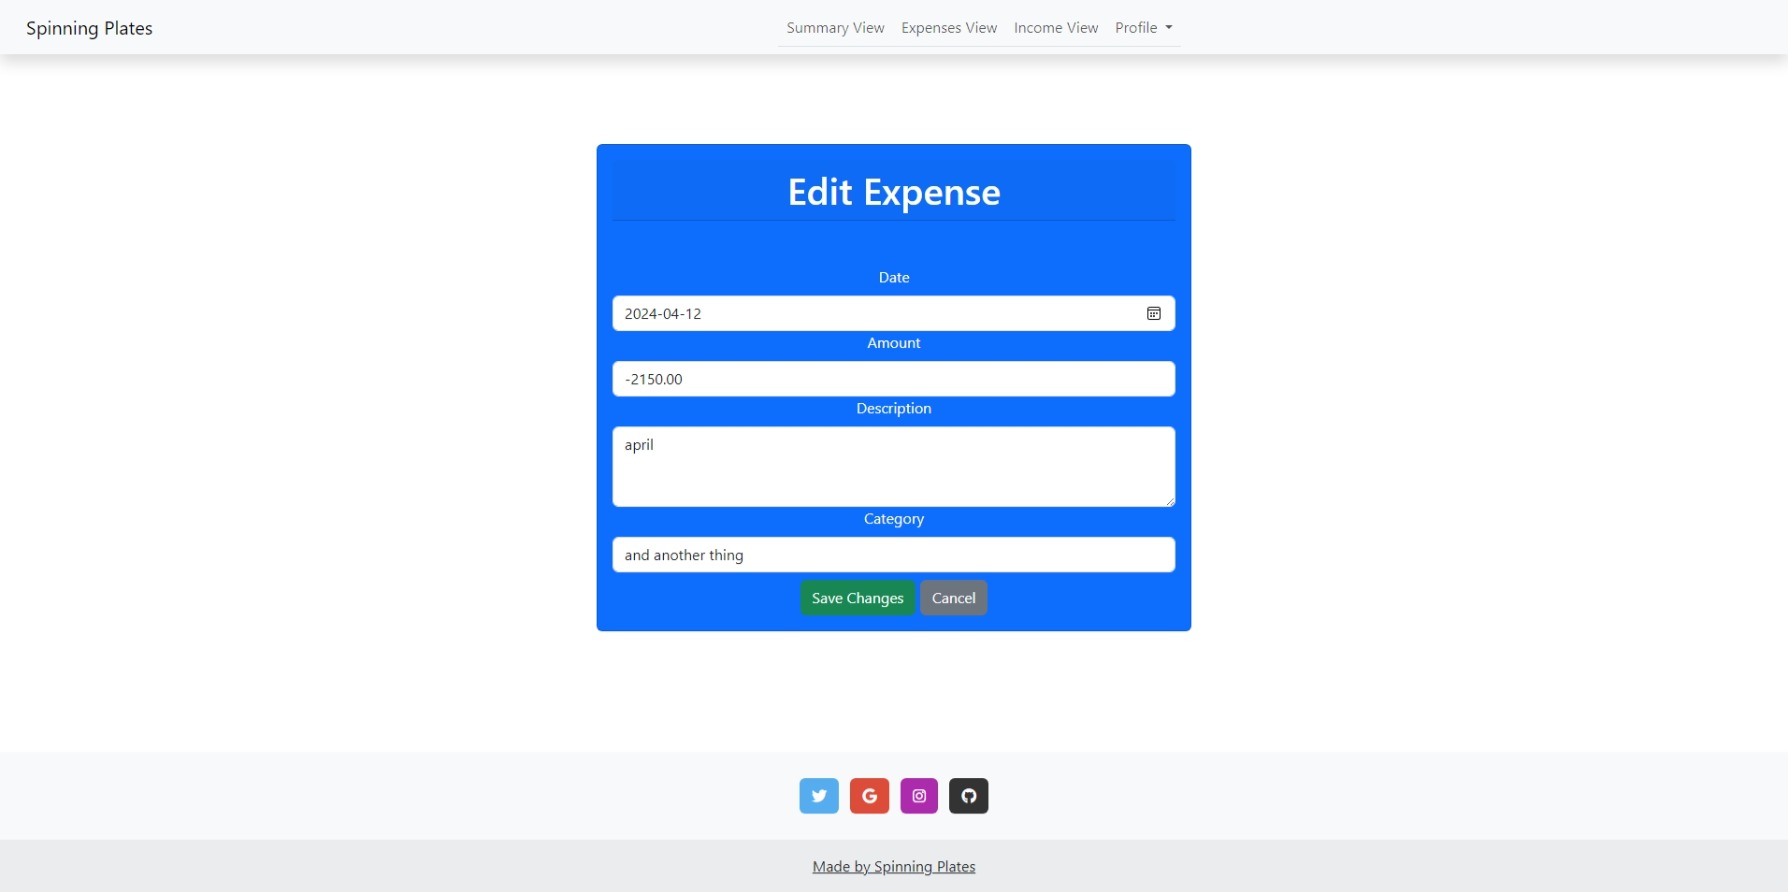 Spinning Plates
Summary View Expenses View Income View Profile
Edit Expense
Date
2024-04-12
Amount
-2150.00
Description
april
Category
and another thing
Save Changes Cancel
Made by Spinning Plates